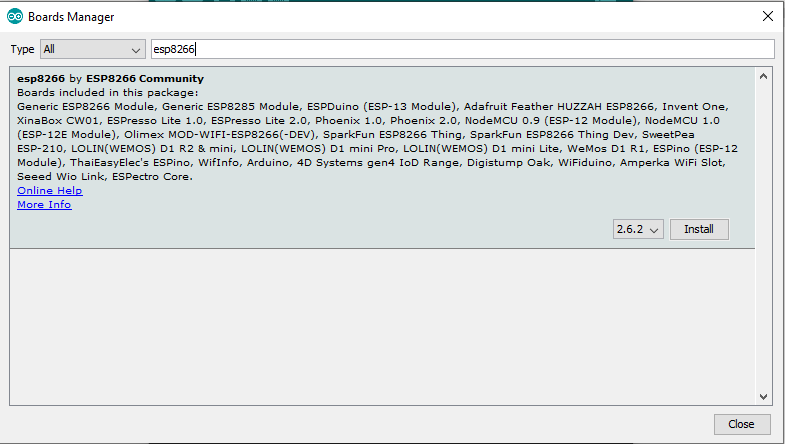 Boards Manager
Type All esp8266
esp8266 by ESP8266 Community
Boards included in this package:
Generic ESP8266 Module, Generic ESP8285 Module, ESPDuino (ESP-13 Module), Adafruit Feather HUZZAH ESP8266, Invent One,
XinaBox CW01, ESPresso Lite 1.0, ESPresso Lite 2.0, Phoenix 1.0, Phoenix 2.0, NodeMCU 0.9 (ESP-12 Module), NodeMCU 1.0
(ESP-12E Module), Olimex MOD-WIFI-ESP8266(-DEV), SparkFun ESP8266 Thing, SparkFun ESP8266 Thing Dev, SweetPea
ESP-210, LOLIN(WEMOS) D1 R2 & mini, LOLIN(WEMOS) D1 mini Pro, LOLIN(WEMOS) D1 mini Lite, WeMos D1 R1, ESPino (ESP-12
Module), ThaiEasyElec's ESPino, WifInfo, Arduino, 4D Systems gen4 IoD Range, Digistump Oak, WiFiduino, Amperka WiFi Slot,
Seeed Wio Link, ESPectro Core.
Online Help
More Info
2.6.2 Install
Close